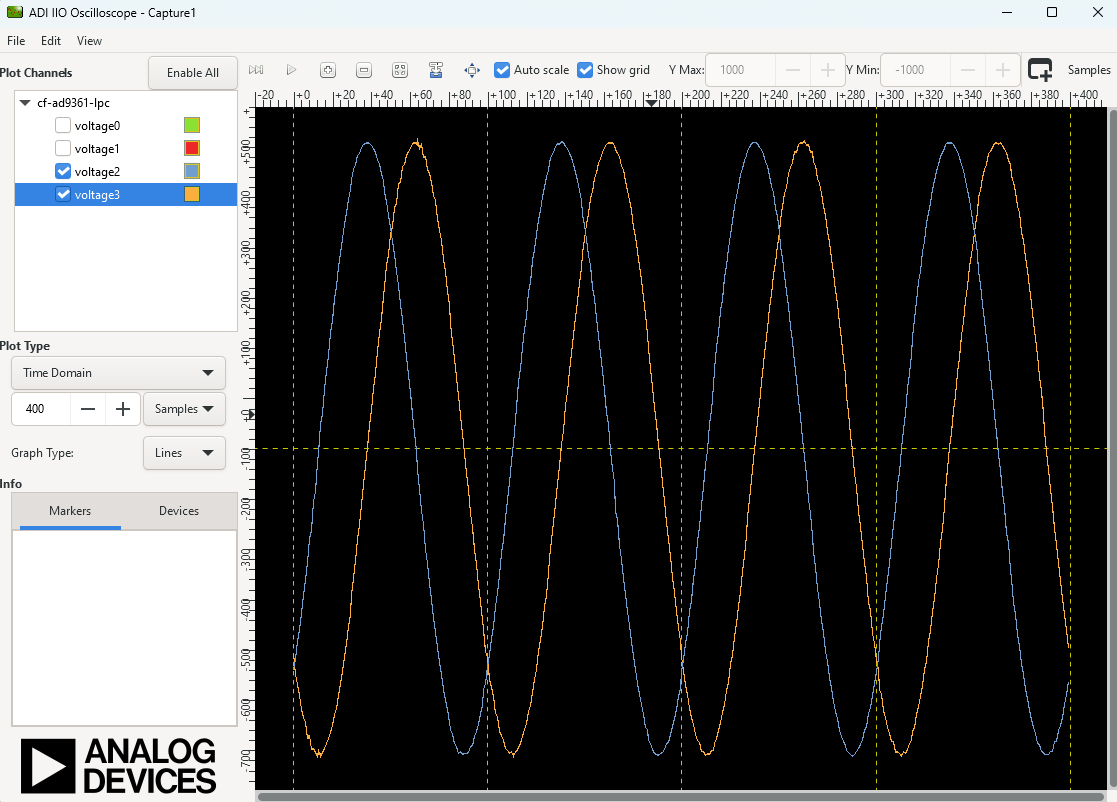 ADI IIO Oscilloscope - Capture1
File Edit View
Plot Channels
Enable All
Auto scale
Show grid
Y Max:
1000
Y Min:
-1000
Samples
cf-ad9361-lpc
voltage0
voltage1
voltage2
voltage3
Plot Type
Time Domain
400
Samples
Graph Type:
Lines
Info
Markers
Devices
ANALOG
DEVICES
-20 +0 +20 +40 +60 +80 +100 +120 +140 +160 +180 +200 +220 +240 +260 +280 +300 +320 +340 +360 +380 +400
+500
+400
+300
+200
+100
+0
-100
-200
-300
-400
-500
-600
-700